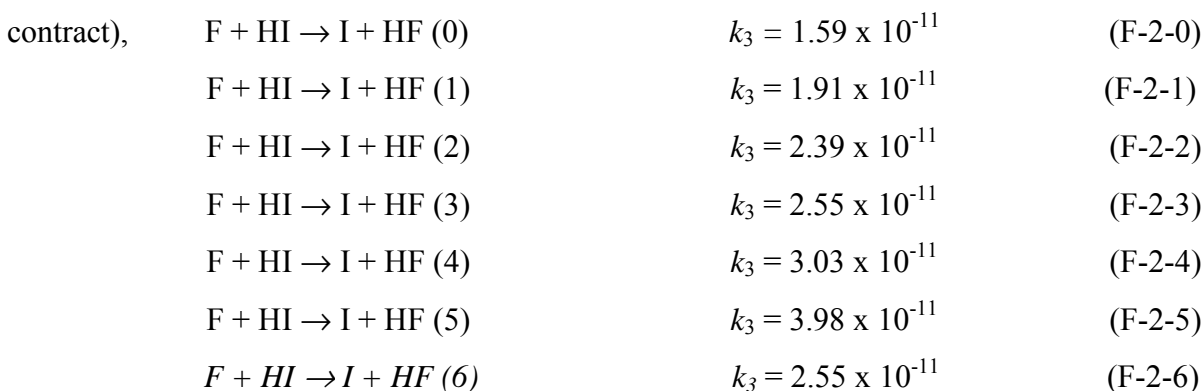 contract), F + HI → I + HF (0) k₃ = 1.59 x 10⁻¹¹ (F-2-0)
F + HI → I + HF (1) k₃ = 1.91 x 10⁻¹¹ (F-2-1)
F + HI → I + HF (2) k₃ = 2.39 x 10⁻¹¹ (F-2-2)
F + HI → I + HF (3) k₃ = 2.55 x 10⁻¹¹ (F-2-3)
F + HI → I + HF (4) k₃ = 3.03 x 10⁻¹¹ (F-2-4)
F + HI → I + HF (5) k₃ = 3.98 x 10⁻¹¹ (F-2-5)
F + HI → I + HF (6) k₃ = 2.55 x 10⁻¹¹ (F-2-6)